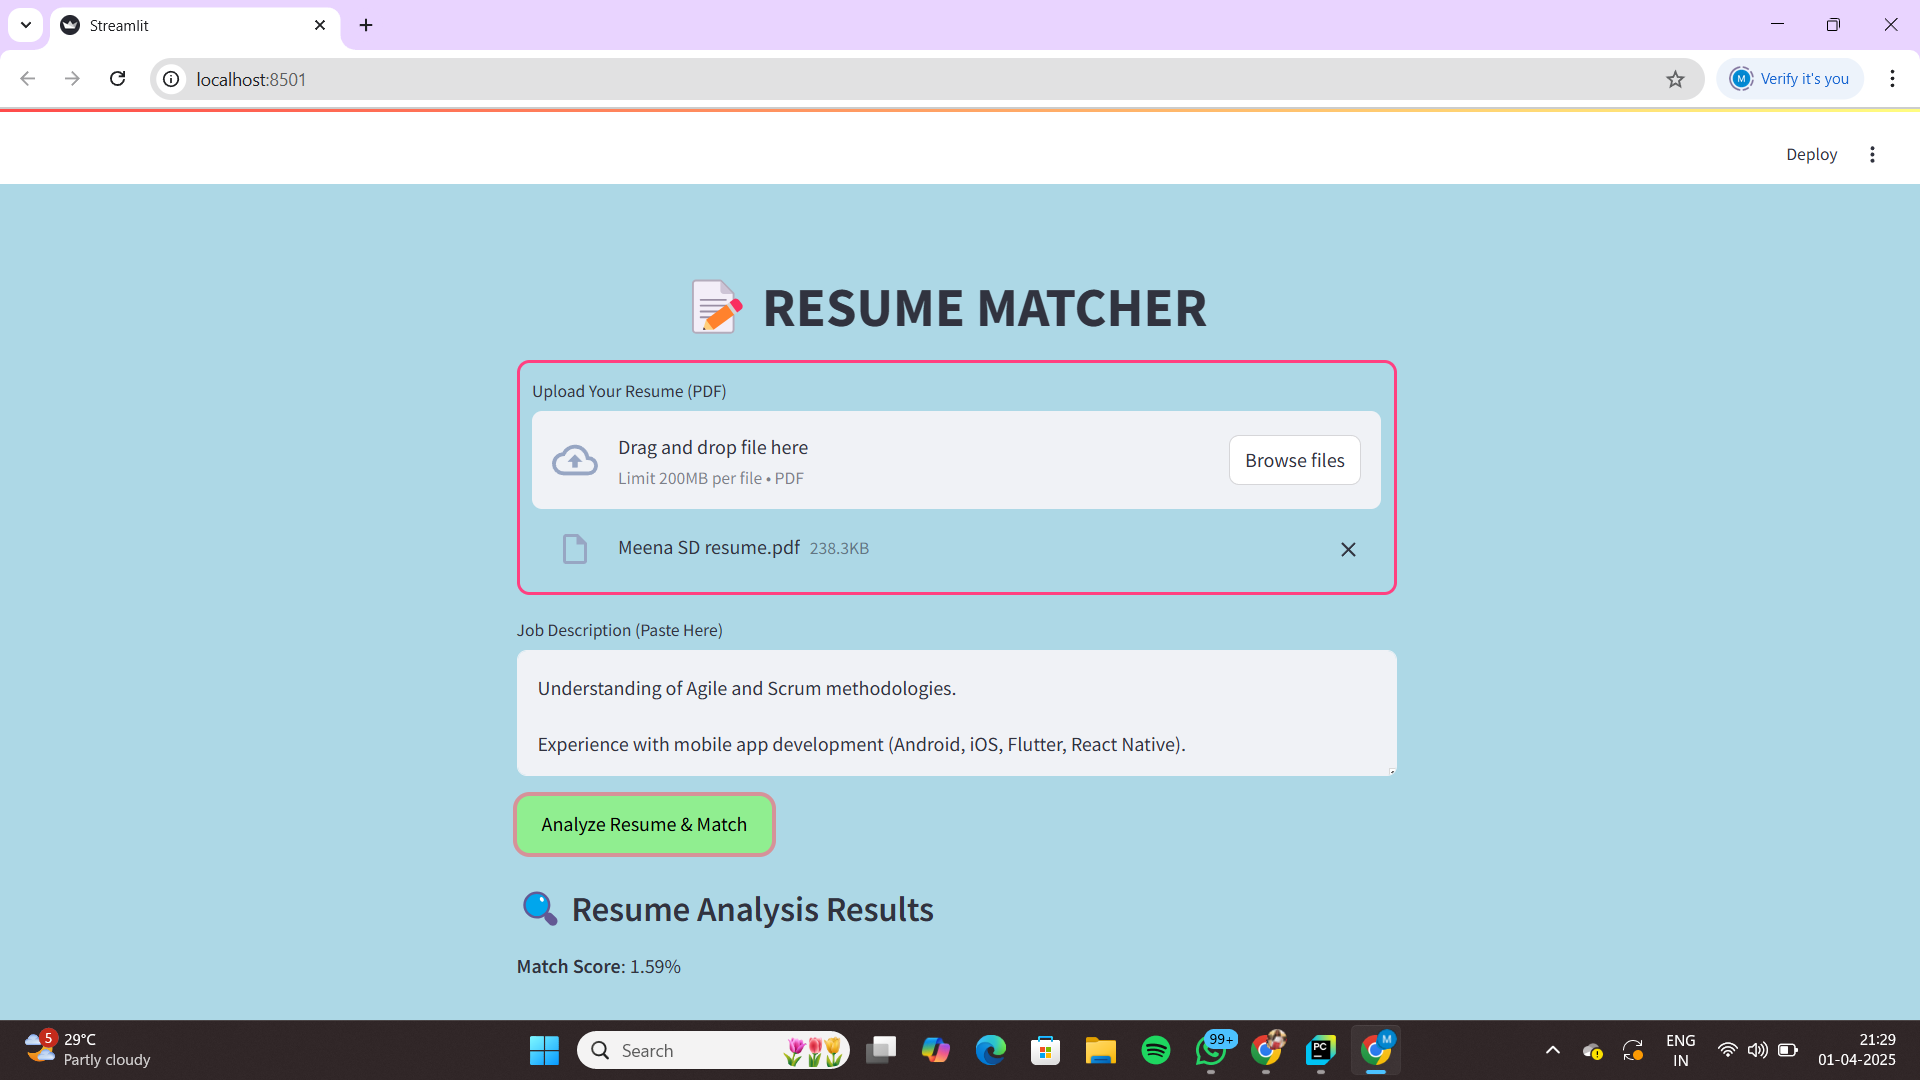 Streamlit
localhost:8501
Verify it's you
M
Deploy
RESUME MATCHER
Upload Your Resume (PDF)
Drag and drop file here
Limit 200MB per file • PDF
Browse files
Meena SD resume.pdf 238.3KB
Job Description (Paste Here)
Understanding of Agile and Scrum methodologies.
Experience with mobile app development (Android, iOS, Flutter, React Native).
Analyze Resume & Match
Resume Analysis Results
Match Score: 1.59%
5
29°C
Partly cloudy
Search
99+
PC
M
ENG
IN
21:29
01-04-2025